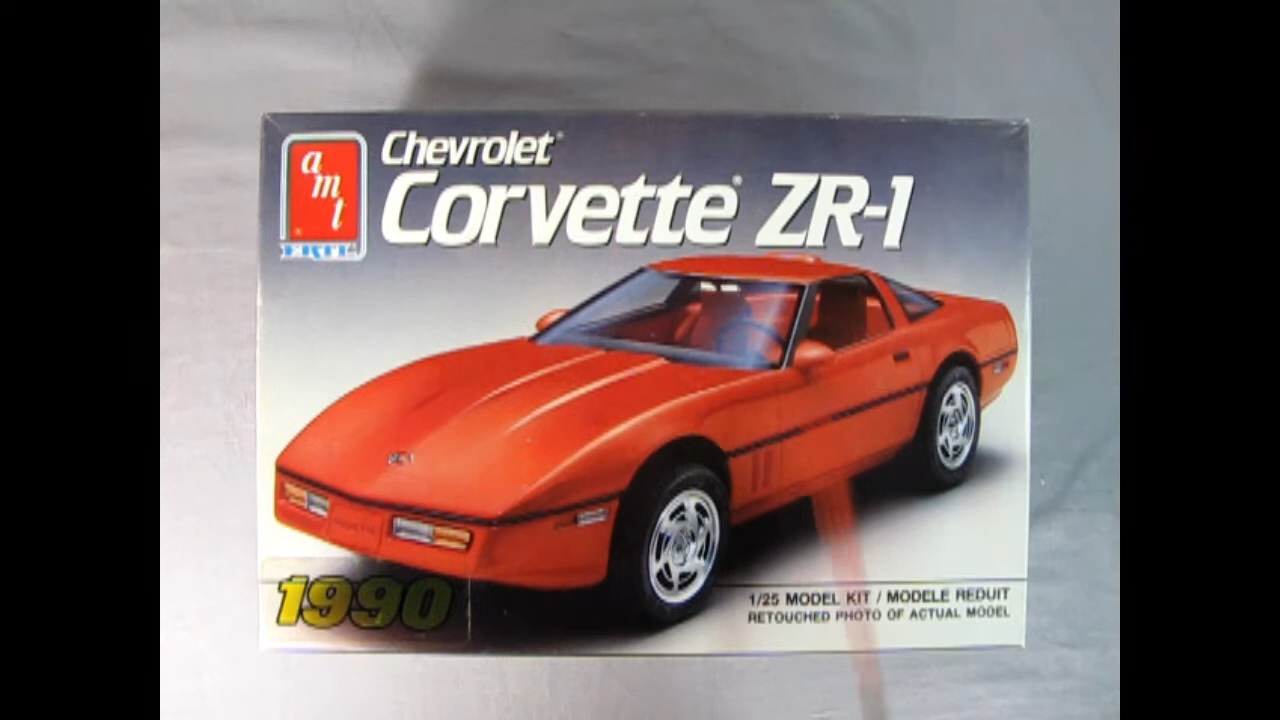 amt
ERTL
Chevrolet®
Corvette® ZR-1
1990
1/25 MODEL KIT / MODELE REDUIT
RETOUCHED PHOTO OF ACTUAL MODEL